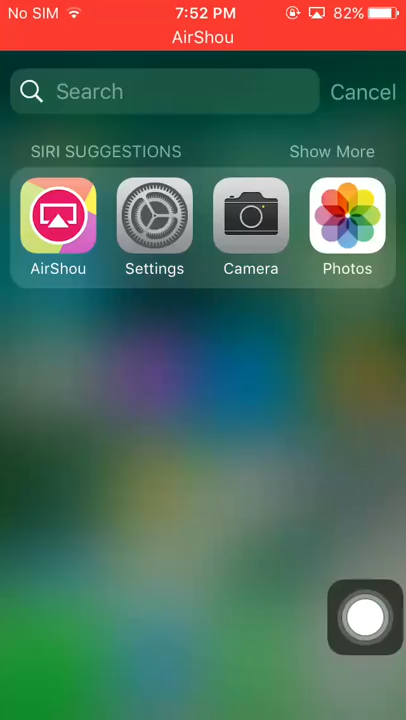 No SIM 7:52 PM 82%
AirShou
Search Cancel
SIRI SUGGESTIONS Show More
AirShou Settings Camera Photos